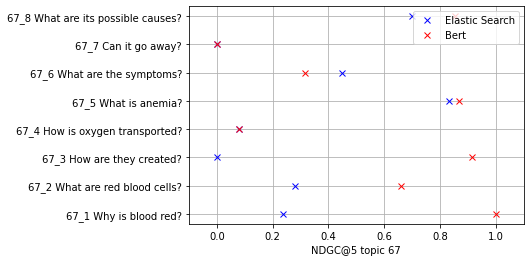 67_8 What are its possible causes?
67_7 Can it go away?
67_6 What are the symptoms?
67_5 What is anemia?
67_4 How is oxygen transported?
67_3 How are they created?
67_2 What are red blood cells?
67_1 Why is blood red?
Elastic Search
Bert
0.0 0.2 0.4 0.6 0.8 1.0
NDGC@5 topic 67